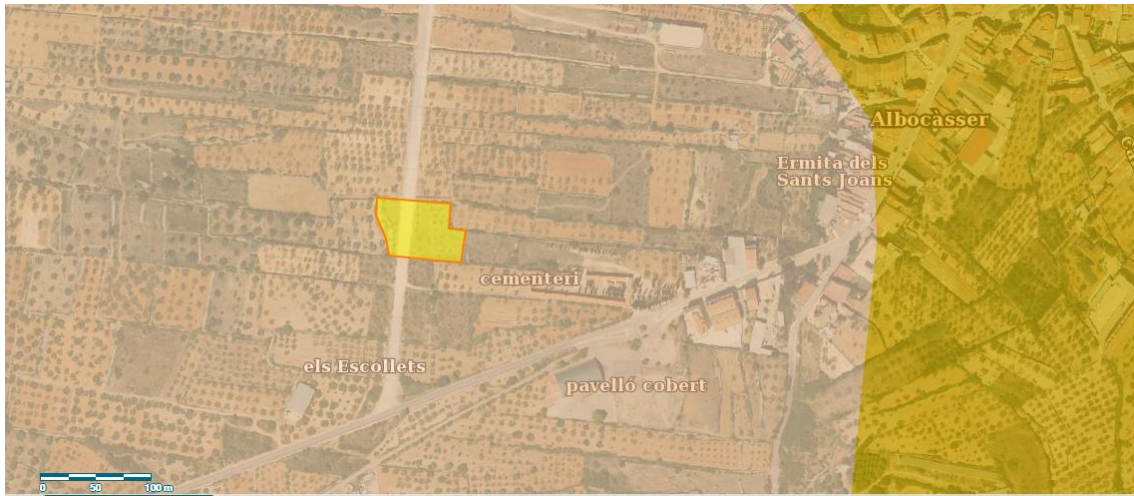 Albocàsser
Ermita dels
Sants Joans
cementeri
els Escollets
pavelló cobert
0 50 100 m